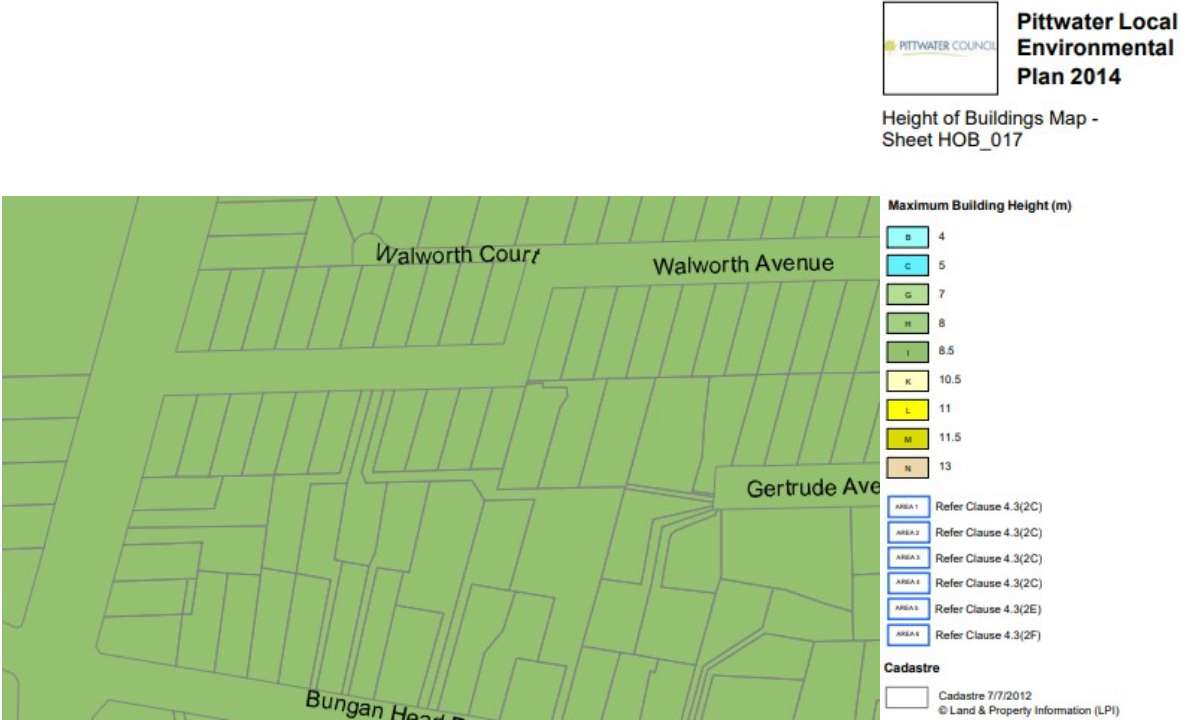 PITTWATER COUNCIL
Pittwater Local
Environmental
Plan 2014
Height of Buildings Map -
Sheet HOB_017
Walworth Court
Walworth Avenue
Gertrude Ave
Bungan Head
Maximum Building Height (m)
B 4
C 5
G 7
H 8
I 8.5
K 10.5
L 11
M 11.5
N 13
AREA 1 Refer Clause 4.3(2C)
AREA 2 Refer Clause 4.3(2C)
AREA 3 Refer Clause 4.3(2C)
AREA 4 Refer Clause 4.3(2C)
AREA 5 Refer Clause 4.3(2E)
AREA 6 Refer Clause 4.3(2F)
Cadastre
Cadastre 7/7/2012
© Land & Property Information (LPI)